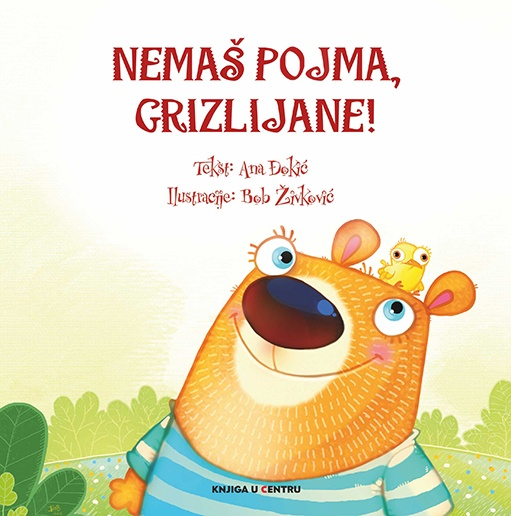 NEMAŠ POJMA,
GRIZLIJANE!
Tekst: Ana Đokić
Ilustracije: Bob Živković
KNJIGA U CENTRU